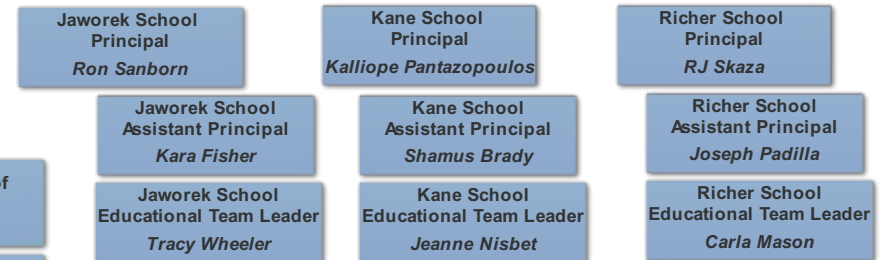 Jaworek School
Principal
Ron Sanborn
Kane School
Principal
Kalliope Pantazopoulos
Richer School
Principal
RJ Skaza
Jaworek School
Assistant Principal
Kara Fisher
Kane School
Assistant Principal
Shamus Brady
Richer School
Assistant Principal
Joseph Padilla
of
Jaworek School
Educational Team Leader
Tracy Wheeler
Kane School
Educational Team Leader
Jeanne Nisbet
Richer School
Educational Team Leader
Carla Mason